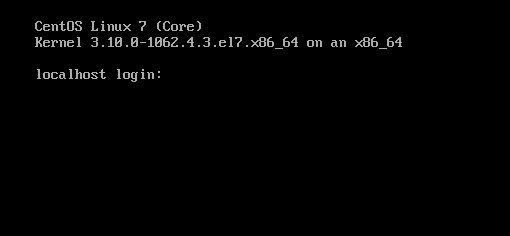 CentOS Linux 7 (Core)
Kernel 3.10.0-1062.4.3.el7.x86_64 on an x86_64
localhost login: